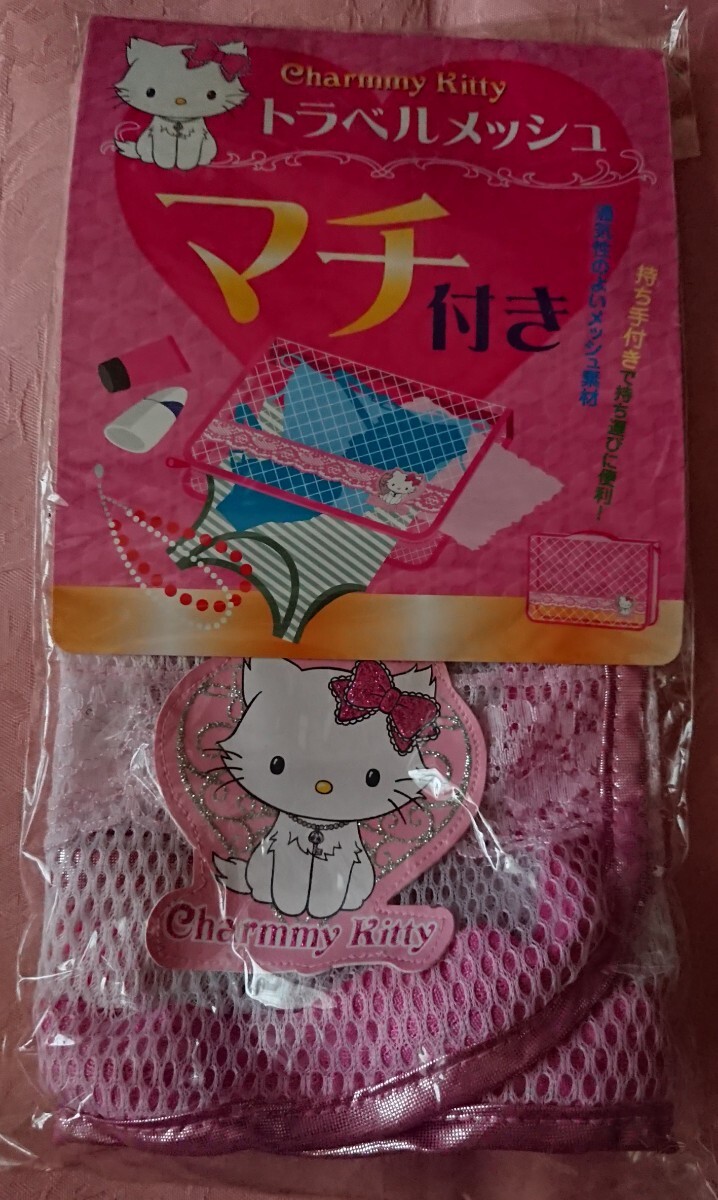 Charmmy Kitty
トラベルメッシュ
マチ付き
通気性のよいメッシュ素材
持ち手付きで持ち運びに便利!
Charmmy Kitty